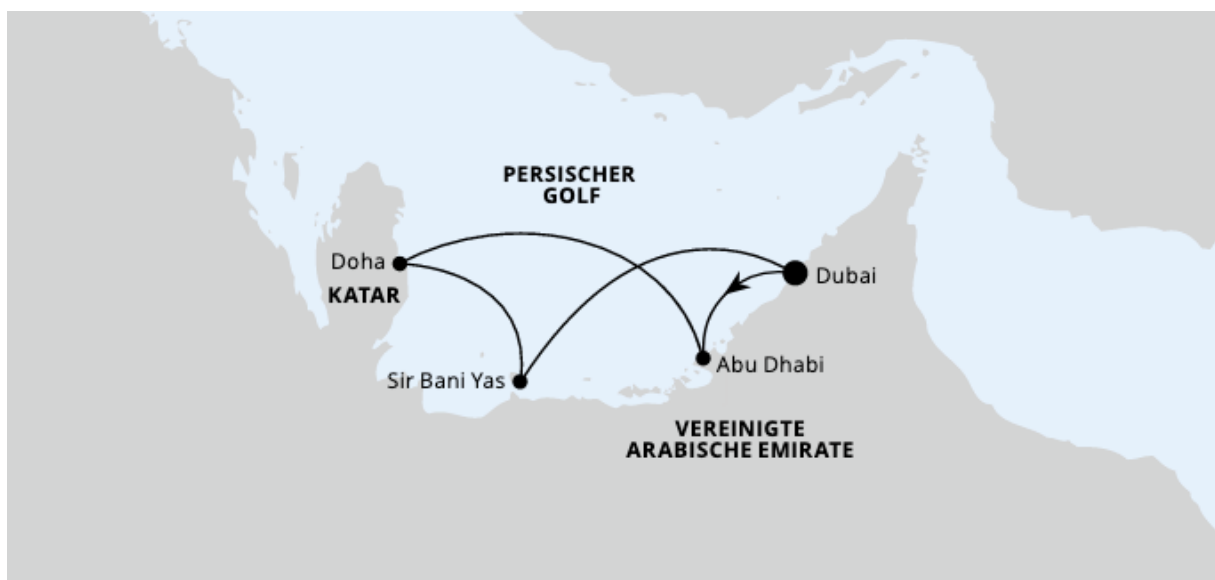 PERSISCHER
GOLF
Doha
KATAR
Dubai
Abu Dhabi
Sir Bani Yas
VEREINIGTE
ARABISCHE EMIRATE